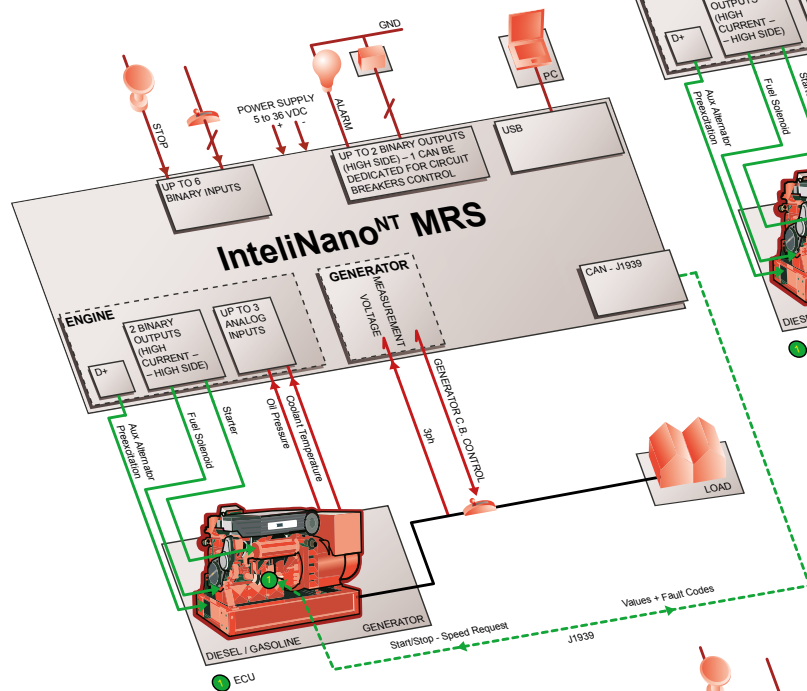 GND
PC
STOP
POWER SUPPLY
5 to 36 VDC
+ -
ALARM
UP TO 6
BINARY INPUTS
UP TO 2 BINARY OUTPUTS
(HIGH SIDE) – 1 CAN BE
DEDICATED FOR CIRCUIT
BREAKERS CONTROL
USB
InteliNano NT MRS
ENGINE
D+
2 BINARY
OUTPUTS
(HIGH
CURRENT –
– HIGH SIDE)
UP TO 3
ANALOG
INPUTS
GENERATOR
MEASUREMENT
VOLTAGE
CAN - J1939
Aux Alternator
Preexcitation
Fuel Solenoid
Starter
Oil Pressure
Coolant Temperature
3ph
GENERATOR C.B. CONTROL
LOAD
1
DIESEL / GASOLINE
GENERATOR
1 ECU
Start/Stop - Speed Request
J1939
Values + Fault Codes
OUTPUTS
(HIGH
CURRENT –
– HIGH SIDE)
D+
Aux Alternator
Preexcitation
Fuel Solenoid
1